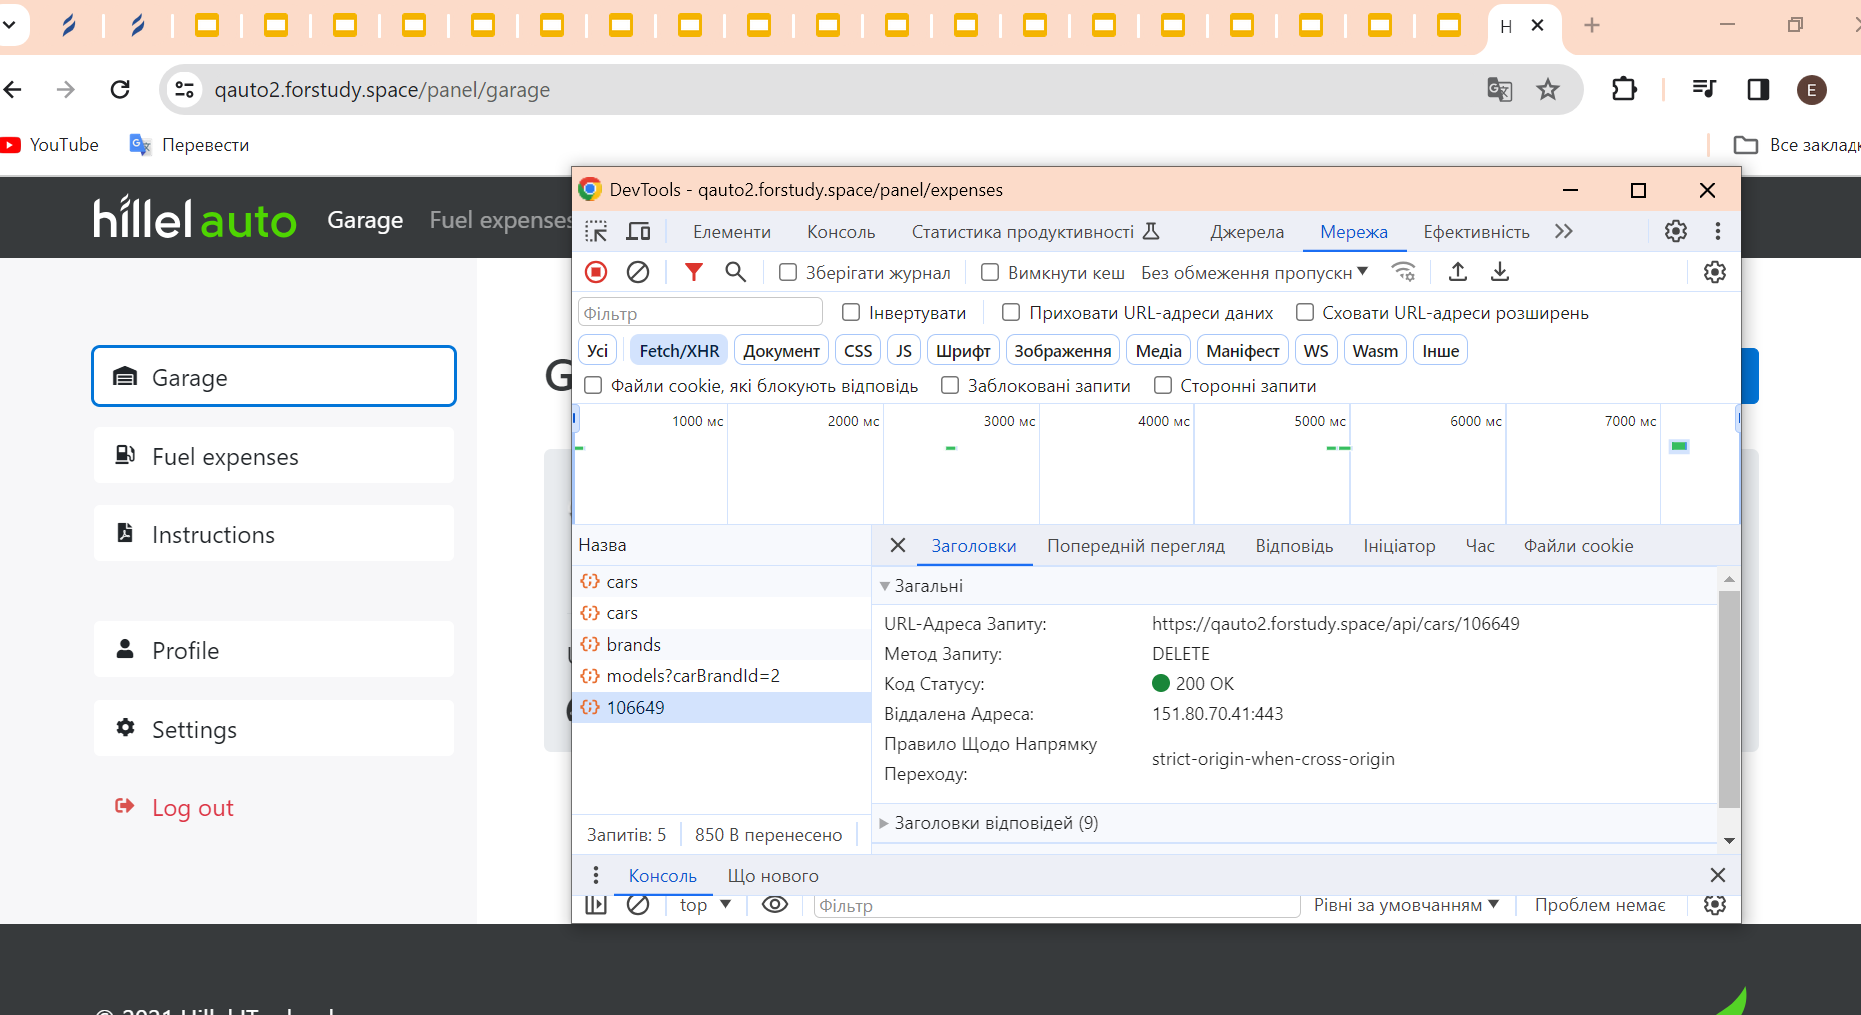 H
qauto2.forstudy.space/panel/garage
E
YouTube
Перевести
Все заклад
hillel auto
Garage
Fuel expenses
DevTools - qauto2.forstudy.space/panel/expenses
Елементи Консоль Статистика продуктивності Джерела Мережа Ефективність
Зберігати журнал Вимкнути кеш Без обмеження пропускн
Фільтр Інвертувати Приховати URL-адреси даних Сховати URL-адреси розширень
Усі Fetch/XHR Документ CSS JS Шрифт Зображення Медіа Маніфест WS Wasm Інше
Файли cookie, які блокують відповідь Заблоковані запити Сторонні запити
1000 мс 2000 мс 3000 мс 4000 мс 5000 мс 6000 мс 7000 мс
Назва
cars
cars
brands
models?carBrandId=2
106649
Запитів: 5 850 B перенесено
Заголовки Попередній перегляд Відповідь Ініціатор Час Файли cookie
Загальні
URL-Адреса Запиту: https://qauto2.forstudy.space/api/cars/106649
Метод Запиту: DELETE
Код Статусу: 200 OK
Віддалена Адреса: 151.80.70.41:443
Правило Щодо Напрямку
Переходу: strict-origin-when-cross-origin
Заголовки відповідей (9)
Консоль Що нового
top Фільтр Рівні за умовчанням Проблем немає
G
Garage
Fuel expenses
Instructions
Profile
Settings
Log out
© 2021 Hillel IT school